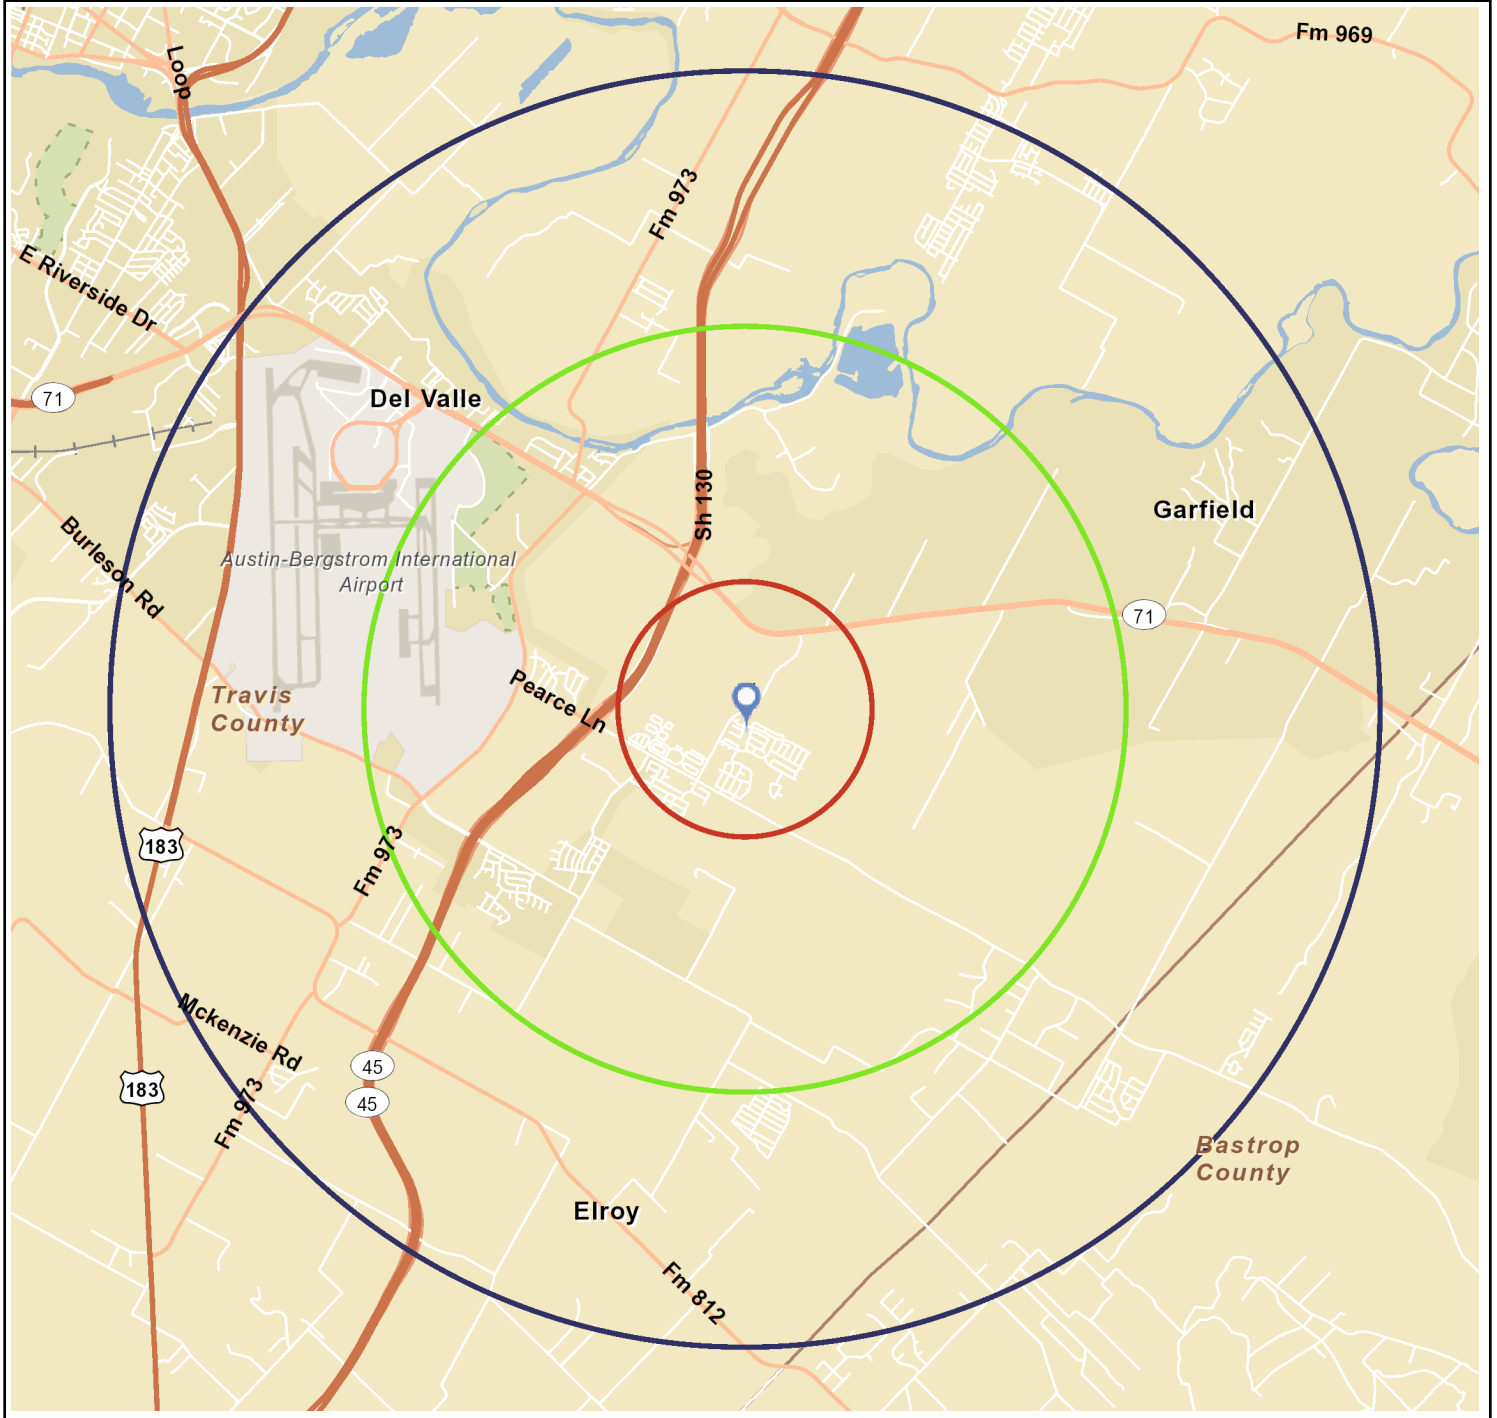 Fm 969
Loop
Fm 973
E Riverside Dr
71
Del Valle
Sh 130
Garfield
Burleson Rd
Austin-Bergstrom International
Airport
71
Pearce Ln
Travis
County
183
Fm 973
Mckenzie Rd
45
183
45
Fm 973
Bastrop
County
Elroy
Fm 812